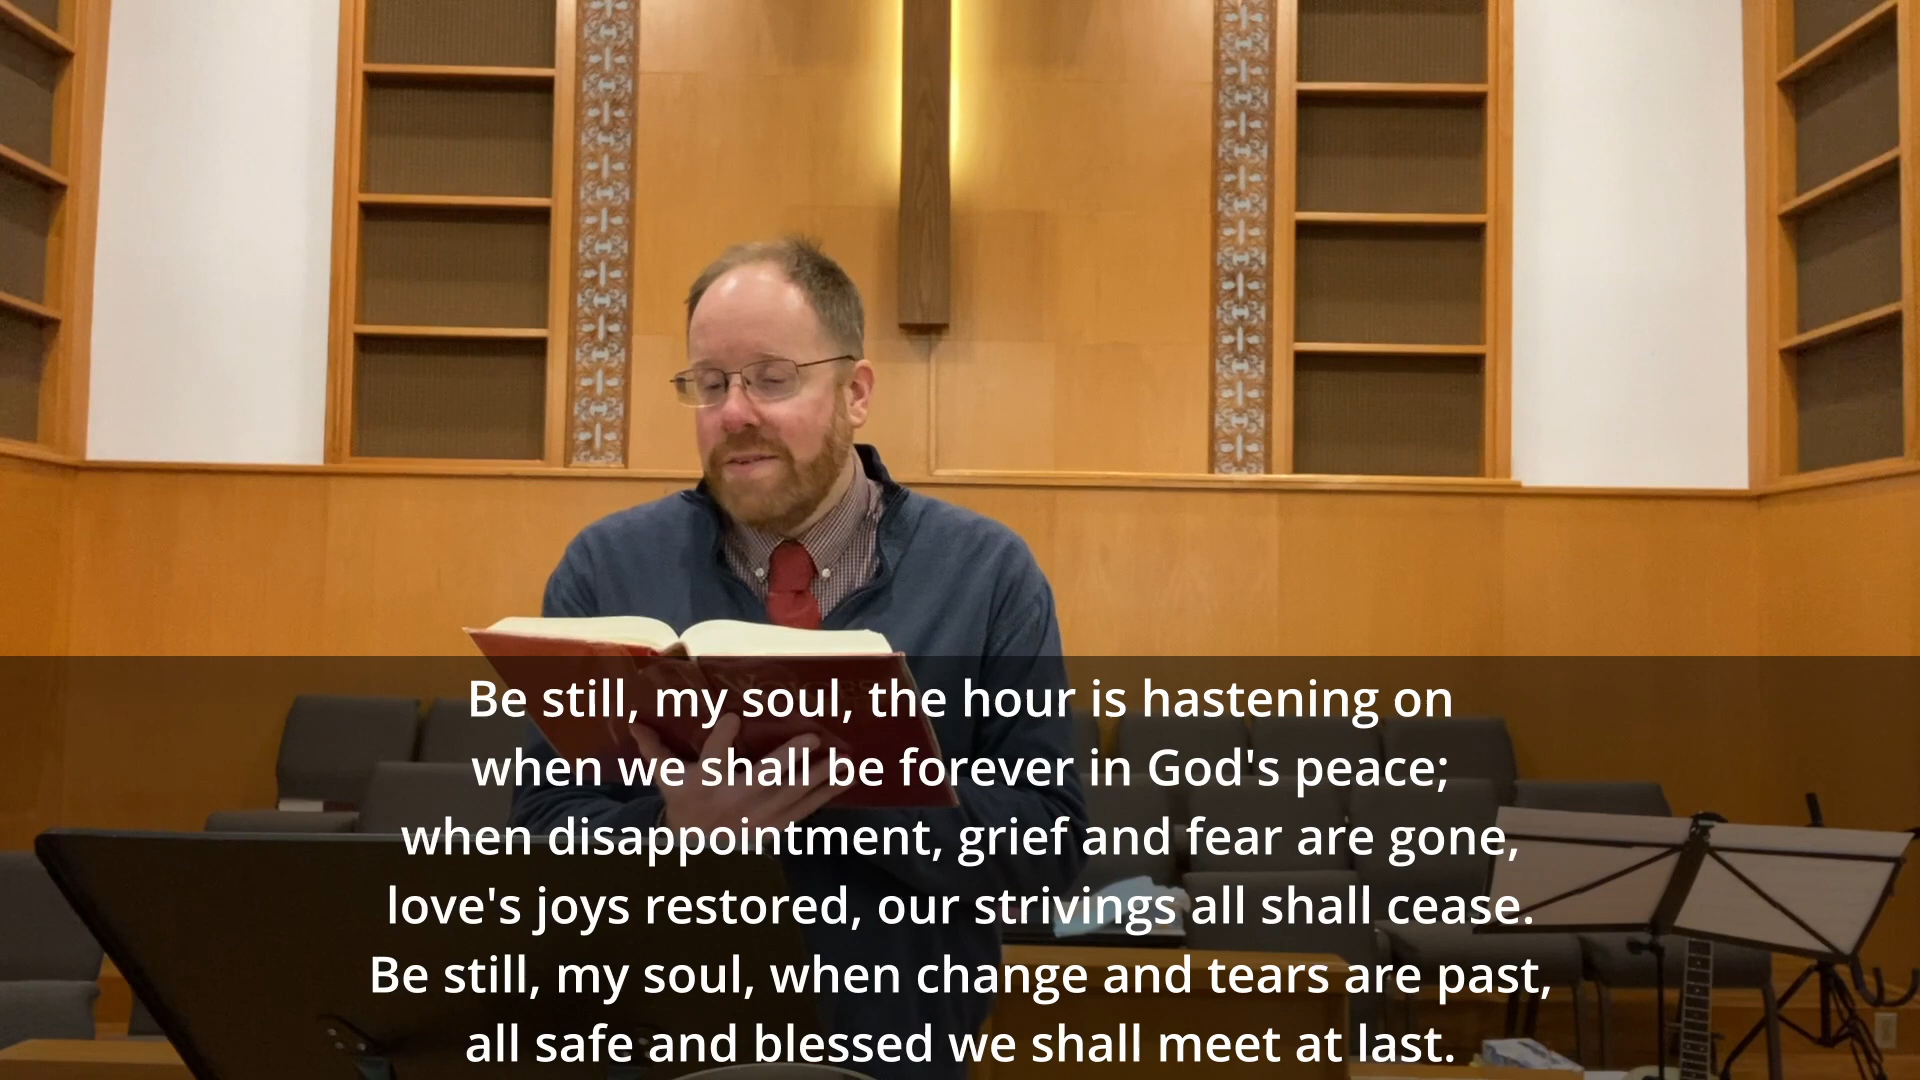 Be still, my soul, the hour is hastening on
when we shall be forever in God's peace;
when disappointment, grief and fear are gone,
love's joys restored, our strivings all shall cease.
Be still, my soul, when change and tears are past,
all safe and blessed we shall meet at last.